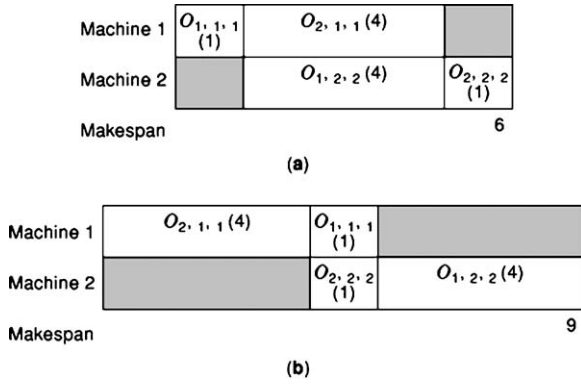 Machine 1 O1, 1, 1 (1) O2, 1, 1 (4)
Machine 2 O1, 2, 2 (4) O2, 2, 2 (1)
Makespan 6
(a)
Machine 1 O2, 1, 1 (4) O1, 1, 1 (1)
Machine 2 O2, 2, 2 (1) O1, 2, 2 (4)
Makespan 9
(b)